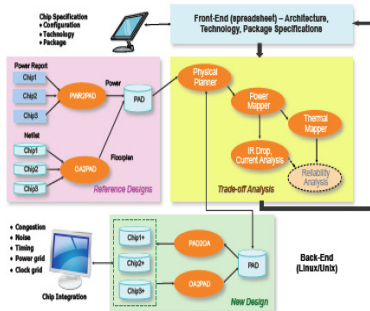 Chip Specification
• Configuration
• Technology
• Package
Front-End (spreadsheet) – Architecture,
Technology, Package Specifications
Power Report
Chip1
Chip2
Chip3
PWR2PAD
Power
PAD
Netlist
Chip1
Chip2
Chip3
OA2PAD
Floorplan
Reference Designs
Physical
Planner
Power
Mapper
Thermal
Mapper
IR Drop,
Current Analysis
Reliability
Analysis
Trade-off Analysis
• Congestion
• Noise
• Timing
• Power grid
• Clock grid
Chip Integration
Chip1+
Chip2+
Chip3+
PAD2OA
OA2PAD
PAD
New Design
Back-End
(Linux/Unix)